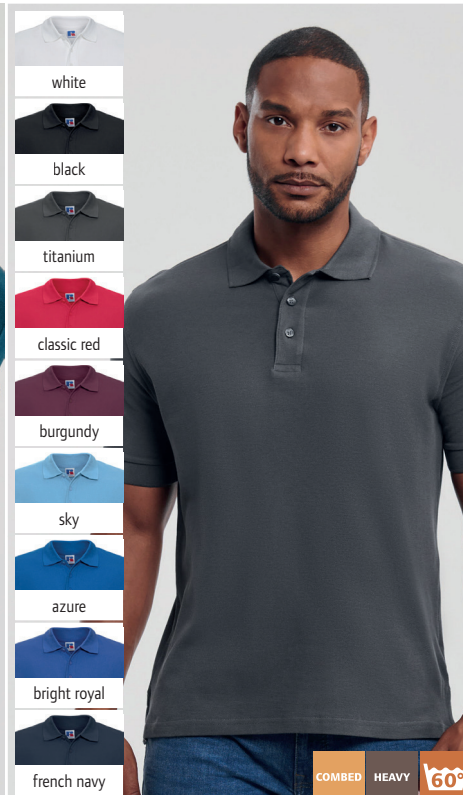 white
black
titanium
classic red
burgundy
sky
azure
bright royal
french navy
COMBED HEAVY 60°